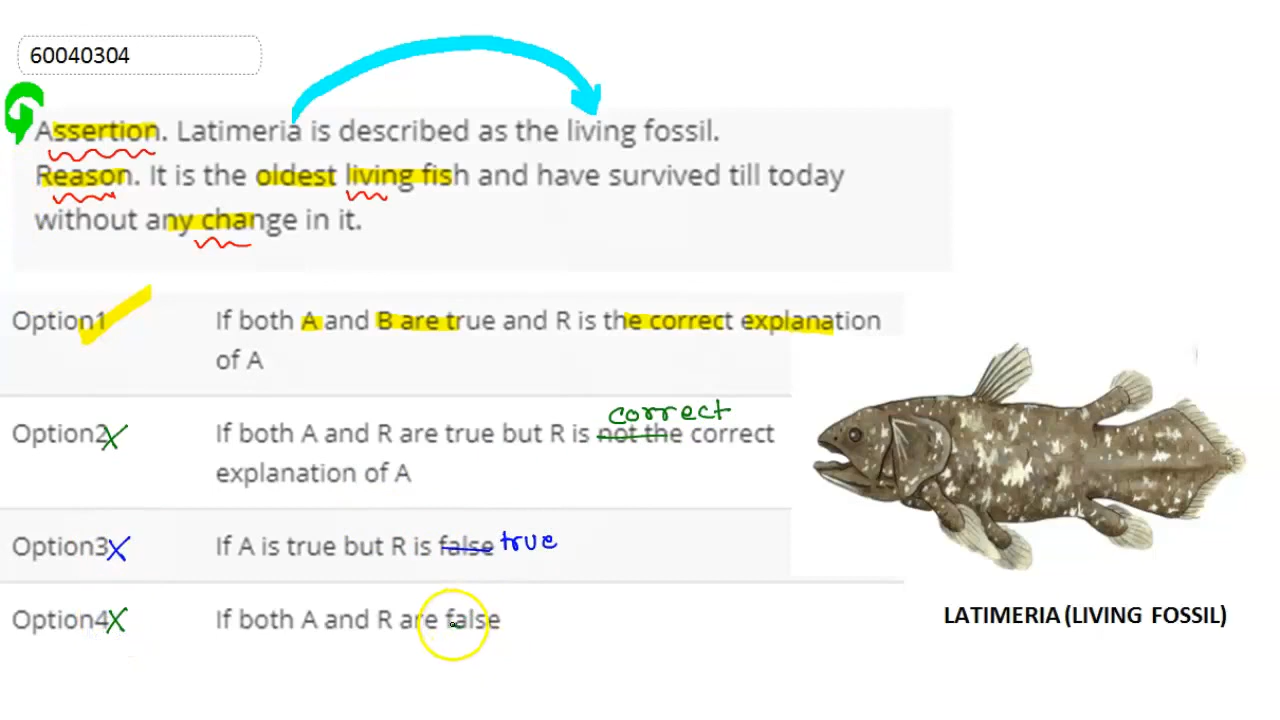 60040304
Assertion. Latimeria is described as the living fossil.
Reason. It is the oldest living fish and have survived till today
without any change in it.
Option1 If both A and B are true and R is the correct explanation
of A
correct
Option2X If both A and R are true but R is not the correct
explanation of A
Option3X If A is true but R is false true
Option4X If both A and R are false
LATIMERIA (LIVING FOSSIL)